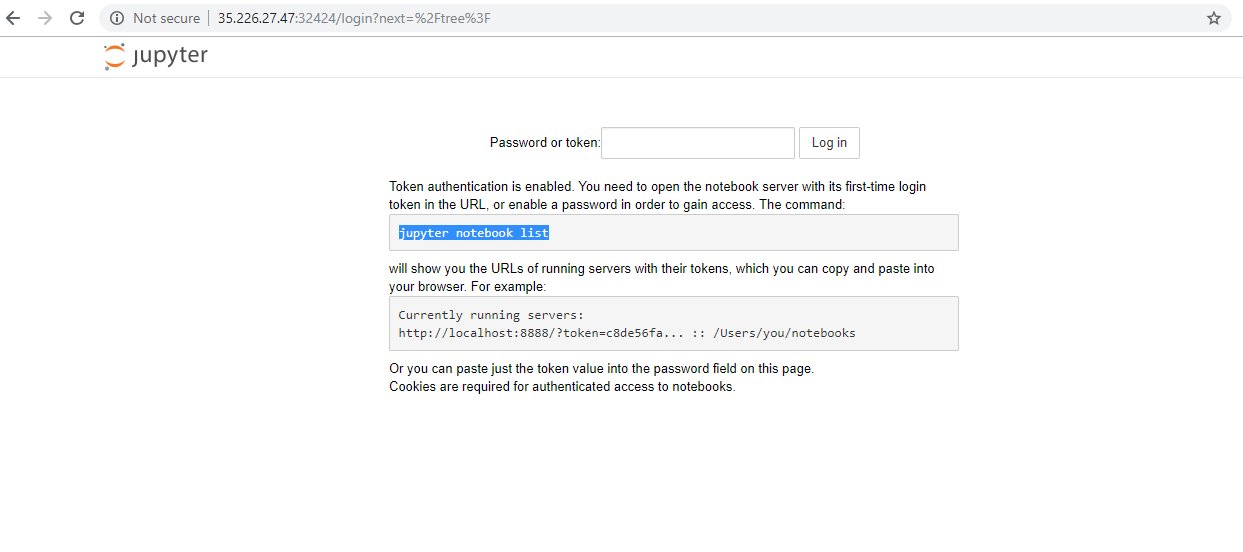 Not secure | 35.226.27.47:32424/login?next=%2Ftree%3F
jupyter
Password or token: Log in
Token authentication is enabled. You need to open the notebook server with its first-time login
token in the URL, or enable a password in order to gain access. The command:
jupyter notebook list
will show you the URLs of running servers with their tokens, which you can copy and paste into
your browser. For example:
Currently running servers:
http://localhost:8888/?token=c8de56fa... :: /Users/you/notebooks
Or you can paste just the token value into the password field on this page.
Cookies are required for authenticated access to notebooks.